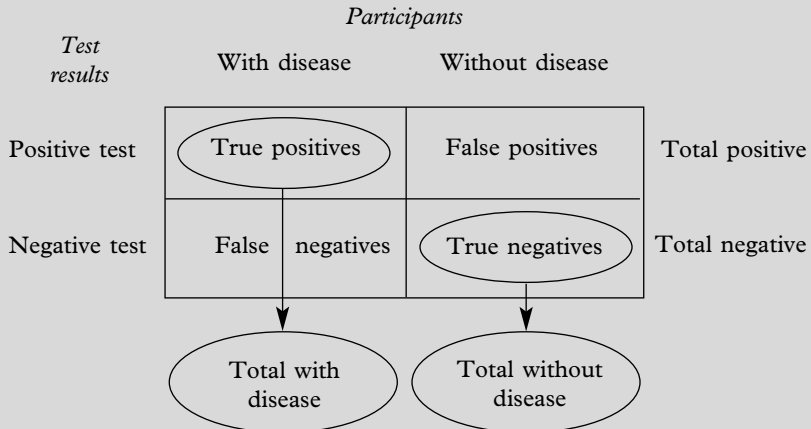 Participants
Test
results
With disease Without disease
Positive test True positives False positives Total positive
Negative test False negatives True negatives Total negative
Total with
disease
Total without
disease